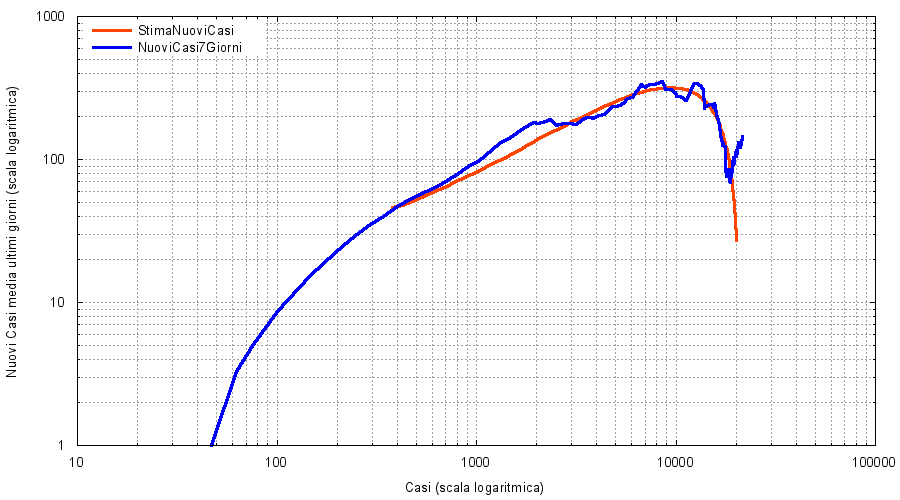 1000
StimaNuoviCasi
NuoviCasi7Giorni
100
10
1
10
100
1000
10000
100000
Nuovi Casi media ultimi giorni (scala logaritmica)
Casi (scala logaritmica)